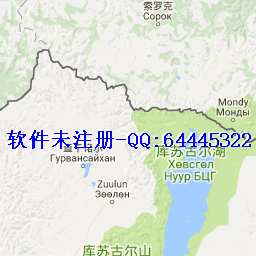 索罗克
Сорок
Mondy
Монды
软件未注册-QQ:64445322
Гурвансайхан
库苏古尔湖
Хөвсгөл
Нуур БЦГ
Zuulun
Зөөлөн
库苏古尔山